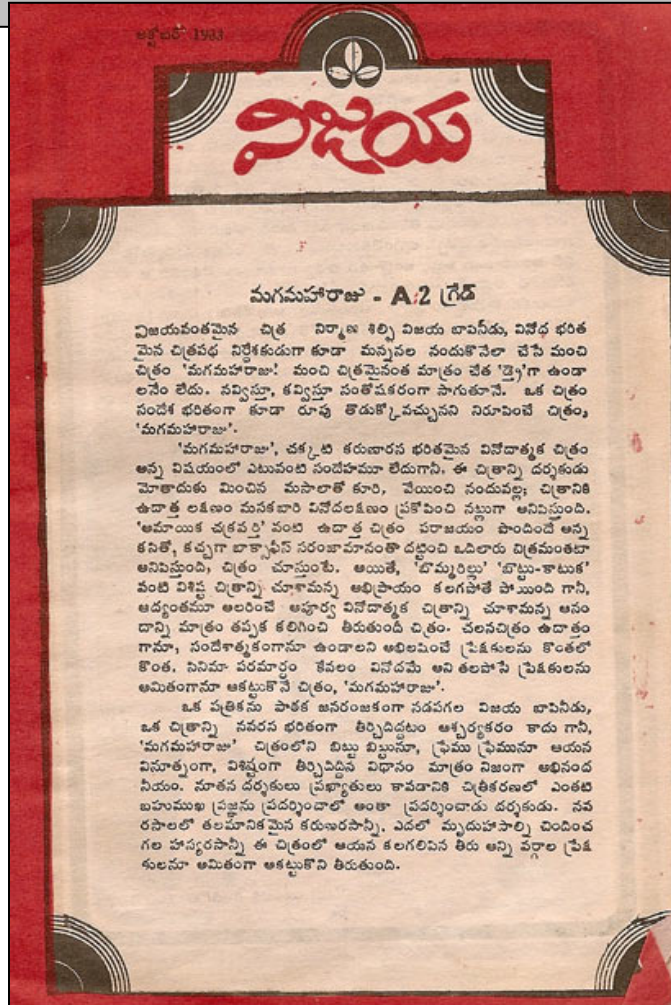 అక్టోబరో 1983
విజయ
మగమహారాజు - A.2 గ్రేడ్
విజయవంతమైన చిత్ర నిర్మాణ శిల్పి విజయ బాపినీడు, వినోద భరిత
మైన చిత్రపధ నిర్దేశకుడుగా కూడా మన్ననల నందుకొనేలా చేసే మంచి
చిత్రం 'మగమహారాజు! మంచి చిత్రమైనంత మాత్రం చేత 'డ్రై'గా ఉండా
లనేం లేదు. నవ్విస్తూ, కవ్విస్తూ సంతోషకరంగా సాగుతూనే. ఒక చిత్రం
సందేశ భరితంగా కూడా రూపు తొడుక్కోవచ్చునని నిరూపించే చిత్రం,
'మగమహారాజు'.
'మగమహారాజు', చక్కటి కరుణారస భరితమైన వినోదాత్మక చిత్రం
అన్న విషయంలో ఎటువంటి సందేహమూ లేదుగానీ, ఈ చిత్రాన్ని దర్శకుడు
మోతాదుకు మించిన మసాలాతో కూరి, వేయించి నందువల్ల; చిత్రానికి
ఉదాత్త లక్షణం మసకబారి వినోదలక్షణం ప్రకోపించి నట్లుగా అనిపిస్తుంది.
'అమాయిక చక్రవర్తి' వంటి ఉదాత్త చిత్రం పరాజయం పొందిందే అన్న
కసితో, కచ్చగా బాక్సాఫీస్ సరంజామానంతా దట్టించి ఒదిలారు చిత్రమంతటా
అనిపిస్తుంది, చిత్రం చూస్తుంటే. అయితే, 'బొమ్మరిల్లు' 'బొట్టు-కాటుక'
వంటి విశిష్ట చిత్రాన్ని చూశామన్న అభిప్రాయం కలగపోతే పోయింది గానీ,
ఆద్యంతమూ అలరించే అపూర్వ వినోదాత్మక చిత్రాన్ని చూశామన్న ఆనం
దాన్ని మాత్రం తప్పక కలిగించి తీరుతుందీ చిత్రం. చలనచిత్రం ఉదాత్తం
గానూ, సందేశాత్మకంగానూ ఉండాలని అభిలషించే ప్రేక్షకులను కొంతలో
కొంత. సినిమా పరమార్థం కేవలం వినోదమే అని తలపోసే ప్రేక్షకులను
అమితంగానూ ఆకట్టుకొనే చిత్రం, 'మగమహారాజు'.
ఒక పత్రికను పాఠక జనరంజకంగా నడపగల విజయ బాపినీడు,
ఒక చిత్రాన్ని నవరస భరితంగా తీర్చిదిద్దటం ఆశ్చర్యకరం కాదు గానీ,
'మగమహారాజు' చిత్రంలోని బిట్టు బిట్టునూ, ఫ్రేము ఫ్రేమునూ ఆయన
వినూత్నంగా, విశిష్టంగా తీర్చిదిద్దిన విధానం మాత్రం నిజంగా అభినంద
నీయం. నూతన దర్శకులు ప్రఖ్యాతులు కావడానికి చిత్రీకరణలో ఎంతటి
బహుముఖ ప్రజ్ఞను ప్రదర్శించాలో అంతా ప్రదర్శించాడు దర్శకుడు. నవ
రసాలలో తలమానికమైన కరుణరసాన్నీ, ఎదలో మృదుహాసాల్ని చిందించ
గల హాస్యరసాన్నీ ఈ చిత్రంలో ఆయన కలగలిపిన తీరు అన్ని వర్గాల ప్రేక్ష
కులనూ అమితంగా ఆకట్టుకొని తీరుతుంది.